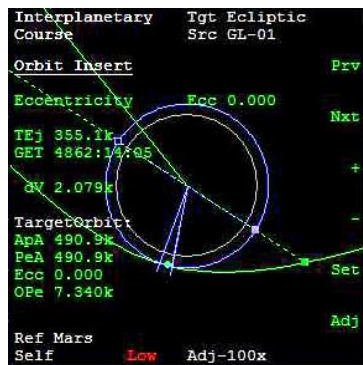 Interplanetary Tgt Ecliptic
Course Src GL-01
Orbit Insert Prv
Eccentricity Ecc 0.000
Nxt
TEj 355.1k
GET 4862:14:05
+
dV 2.079k
-
TargetOrbit:
ApA 490.9k
PeA 490.9k
Ecc 0.000 Set
OPe 7.340k
Adj
Ref Mars
Self Low Adj-100x